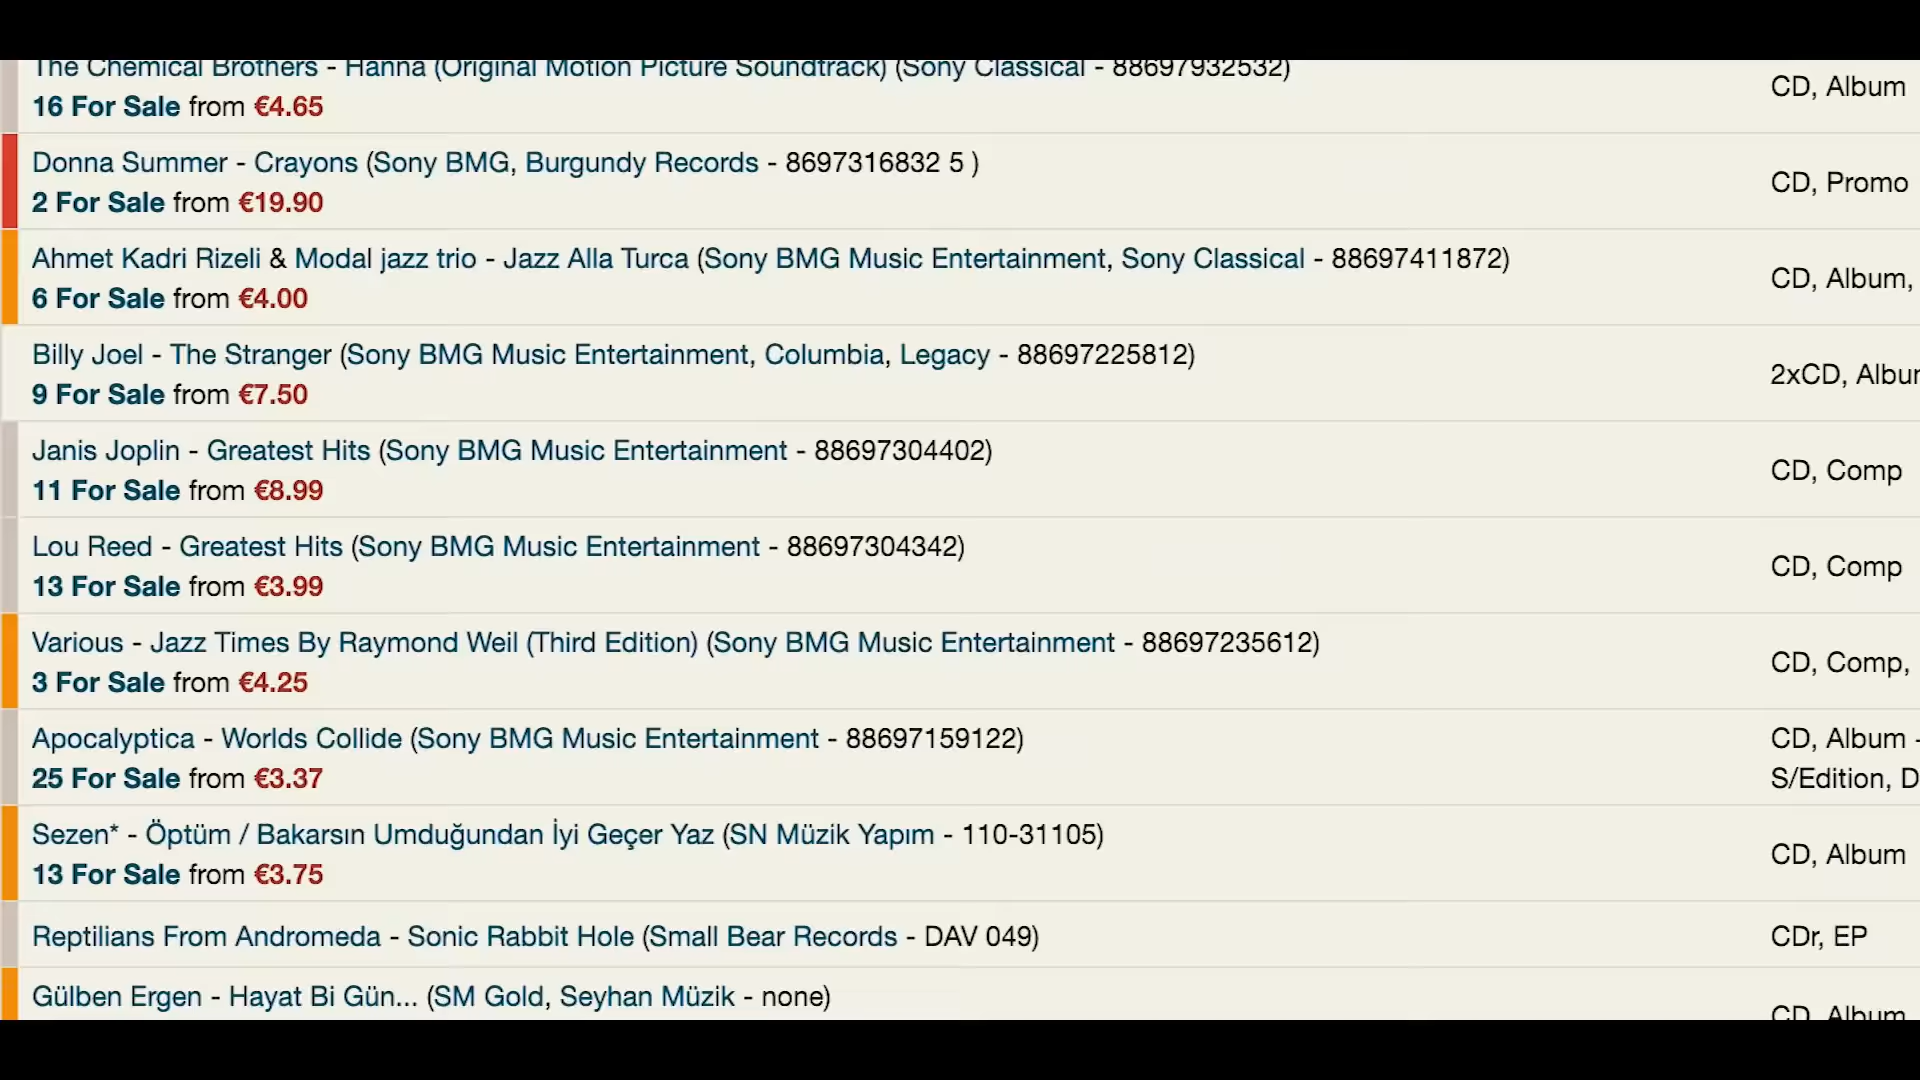 The Chemical Brothers - Hanna (Original Motion Picture Soundtrack) (Sony Classical - 88697932532)
16 For Sale from €4.65
CD, Album
Donna Summer - Crayons (Sony BMG, Burgundy Records - 8697316832 5 )
2 For Sale from €19.90
CD, Promo
Ahmet Kadri Rizeli & Modal jazz trio - Jazz Alla Turca (Sony BMG Music Entertainment, Sony Classical - 88697411872)
6 For Sale from €4.00
CD, Album,
Billy Joel - The Stranger (Sony BMG Music Entertainment, Columbia, Legacy - 88697225812)
9 For Sale from €7.50
2xCD, Album
Janis Joplin - Greatest Hits (Sony BMG Music Entertainment - 88697304402)
11 For Sale from €8.99
CD, Comp
Lou Reed - Greatest Hits (Sony BMG Music Entertainment - 88697304342)
13 For Sale from €3.99
CD, Comp
Various - Jazz Times By Raymond Weil (Third Edition) (Sony BMG Music Entertainment - 88697235612)
3 For Sale from €4.25
CD, Comp,
Apocalyptica - Worlds Collide (Sony BMG Music Entertainment - 88697159122)
25 For Sale from €3.37
CD, Album -
S/Edition, D
Sezen* - Öptüm / Bakarsın Umduğundan İyi Geçer Yaz (SN Müzik Yapım - 110-31105)
13 For Sale from €3.75
CD, Album
Reptilians From Andromeda - Sonic Rabbit Hole (Small Bear Records - DAV 049)
CDr, EP
Gülben Ergen - Hayat Bi Gün... (SM Gold, Seyhan Müzik - none)
CD, Album